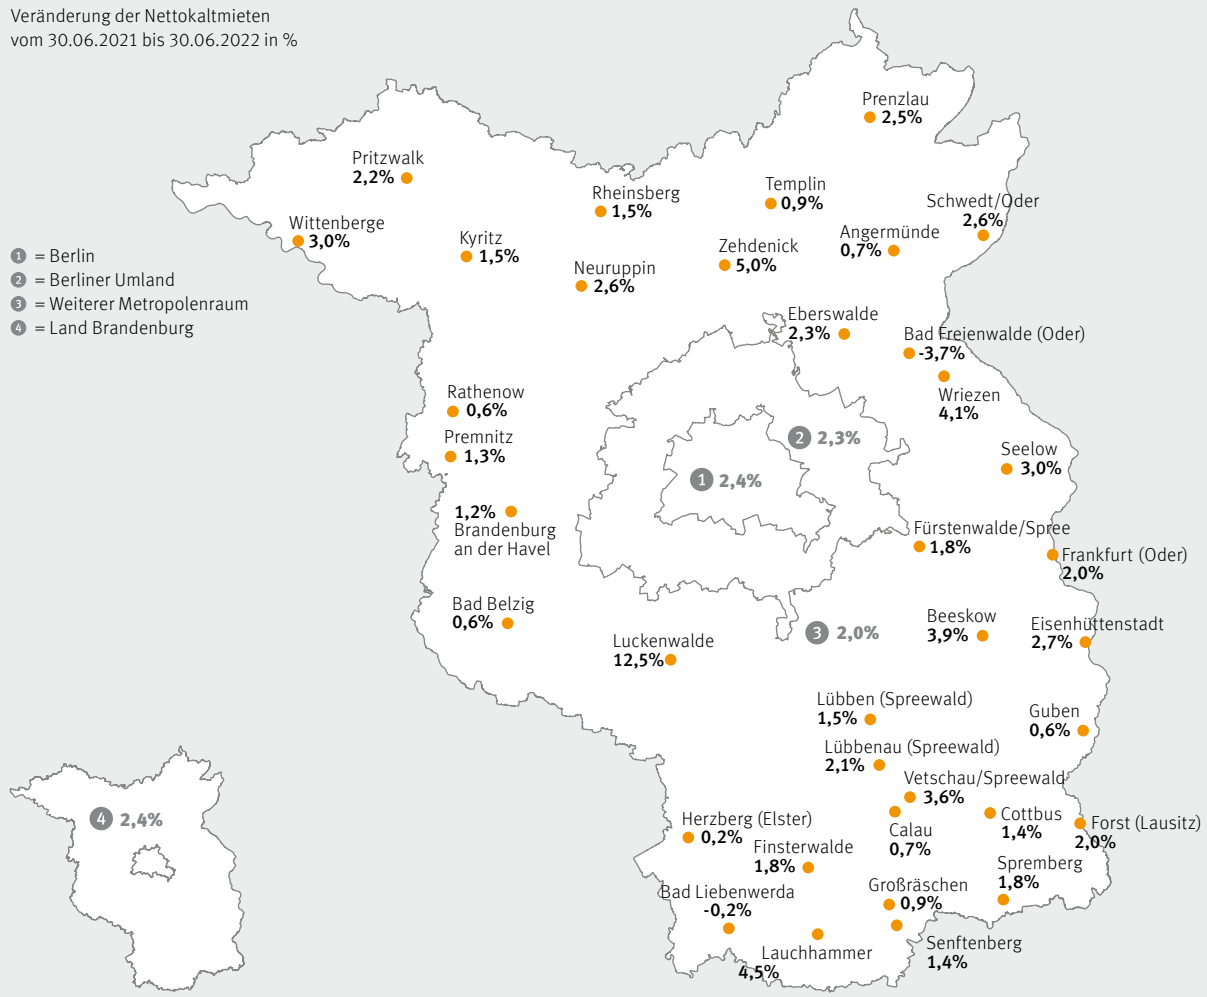 Veränderung der Nettokaltmieten
vom 30.06.2021 bis 30.06.2022 in %
Prenzlau
2,5%
Pritzwalk
2,2%
Rheinsberg
1,5%
Templin
0,9%
Schwedt/Oder
2,6%
Wittenberge
3,0%
Kyritz
1,5%
Angermünde
0,7%
Zehdenick
5,0%
Neuruppin
2,6%
1 = Berlin
2 = Berliner Umland
3 = Weiterer Metropolenraum
4 = Land Brandenburg
Eberswalde
2,3%
Bad Freienwalde (Oder)
-3,7%
Wriezen
4,1%
Rathenow
0,6%
Premnitz
1,3%
2 2,3%
Seelow
3,0%
1 2,4%
1,2%
Brandenburg
an der Havel
Fürstenwalde/Spree
1,8%
Frankfurt (Oder)
2,0%
Bad Belzig
0,6%
Luckenwalde
12,5%
3 2,0%
Beeskow
3,9%
Eisenhüttenstadt
2,7%
Lübben (Spreewald)
1,5%
Guben
0,6%
Lübbenau (Spreewald)
2,1%
Vetschau/Spreewald
3,6%
4 2,4%
Herzberg (Elster)
0,2%
Calau
0,7%
Cottbus
1,4%
Forst (Lausitz)
2,0%
Finsterwalde
1,8%
Spremberg
1,8%
Bad Liebenwerda
-0,2%
Großräschen
0,9%
Lauchhammer
4,5%
Senftenberg
1,4%